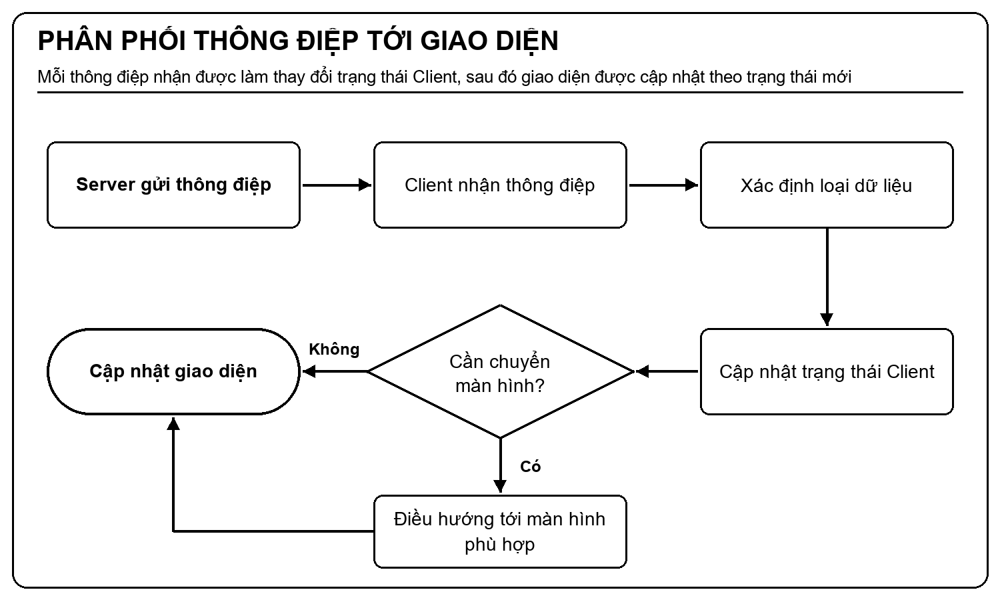 PHÂN PHỐI THÔNG ĐIỆP TỚI GIAO DIỆN
Mỗi thông điệp nhận được làm thay đổi trạng thái Client, sau đó giao diện được cập nhật theo trạng thái mới
Server gửi thông điệp
Client nhận thông điệp
Xác định loại dữ liệu
Cập nhật trạng thái Client
Cần chuyển
màn hình?
Không
Cập nhật giao diện
Có
Điều hướng tới màn hình
phù hợp